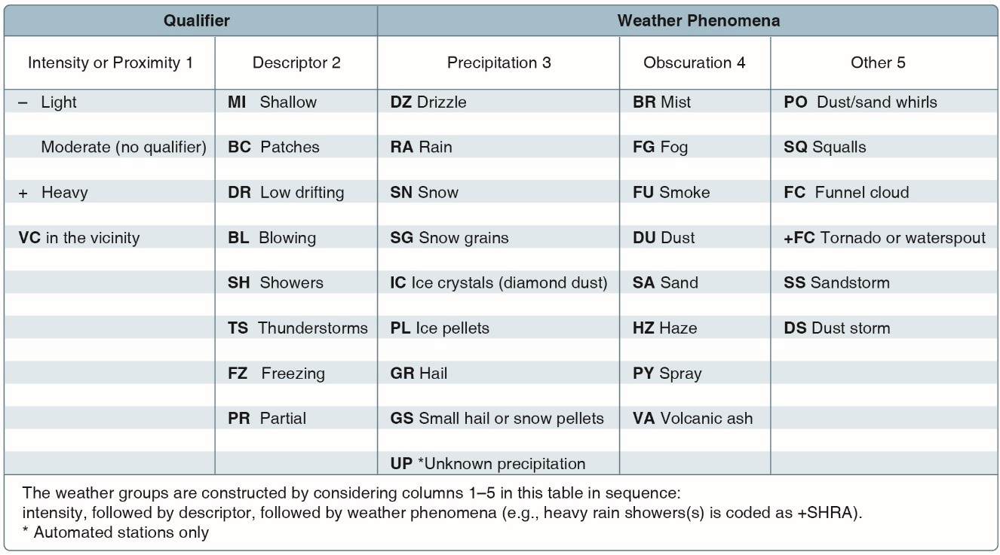 Qualifier Weather Phenomena
Intensity or Proximity 1 Descriptor 2 Precipitation 3 Obscuration 4 Other 5
– Light MI Shallow DZ Drizzle BR Mist PO Dust/sand whirls
Moderate (no qualifier) BC Patches RA Rain FG Fog SQ Squalls
+ Heavy DR Low drifting SN Snow FU Smoke FC Funnel cloud
VC in the vicinity BL Blowing SG Snow grains DU Dust +FC Tornado or waterspout
SH Showers IC Ice crystals (diamond dust) SA Sand SS Sandstorm
TS Thunderstorms PL Ice pellets HZ Haze DS Dust storm
FZ Freezing GR Hail PY Spray
PR Partial GS Small hail or snow pellets VA Volcanic ash
UP *Unknown precipitation
The weather groups are constructed by considering columns 1–5 in this table in sequence:
intensity, followed by descriptor, followed by weather phenomena (e.g., heavy rain showers(s) is coded as +SHRA).
* Automated stations only